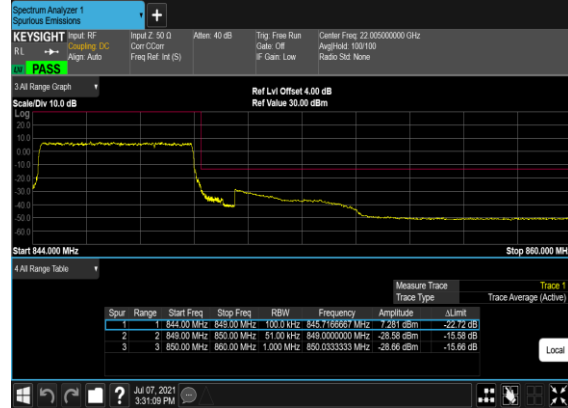 Spectrum Analyzer 1
Spurious Emissions
KEYSIGHT Input: RF Input Z: 50 Ω Atten: 40 dB Trig: Free Run Center Freq: 22.005000000 GHz
RL Coupling: DC Corr CCorr Gate: Off Avg|Hold: 100/100
Align: Auto Freq Ref: Int (S) IF Gain: Low Radio Std: None
PASS
3 All Range Graph
Ref Lvl Offset 4.00 dB
Scale/Div 10.0 dB Ref Value 30.00 dBm
Log
20.0
10.0
0.00
-10.0
-20.0
-30.0
-40.0
-50.0
-60.0
Start 844.000 MHz Stop 860.000 MH
4 All Range Table
Measure Trace Trace 1
Trace Type Trace Average (Active)
Spur Range Start Freq Stop Freq RBW Frequency Amplitude ΔLimit
1 1 844.00 MHz 849.00 MHz 100.0 kHz 845.7166667 MHz 7.281 dBm -22.72 dB
2 2 849.00 MHz 850.00 MHz 51.00 kHz 849.0000000 MHz -28.58 dBm -15.58 dB
3 3 850.00 MHz 860.00 MHz 1.000 MHz 850.0333333 MHz -28.66 dBm -15.66 dB
Local
Jul 07, 2021
3:31:09 PM